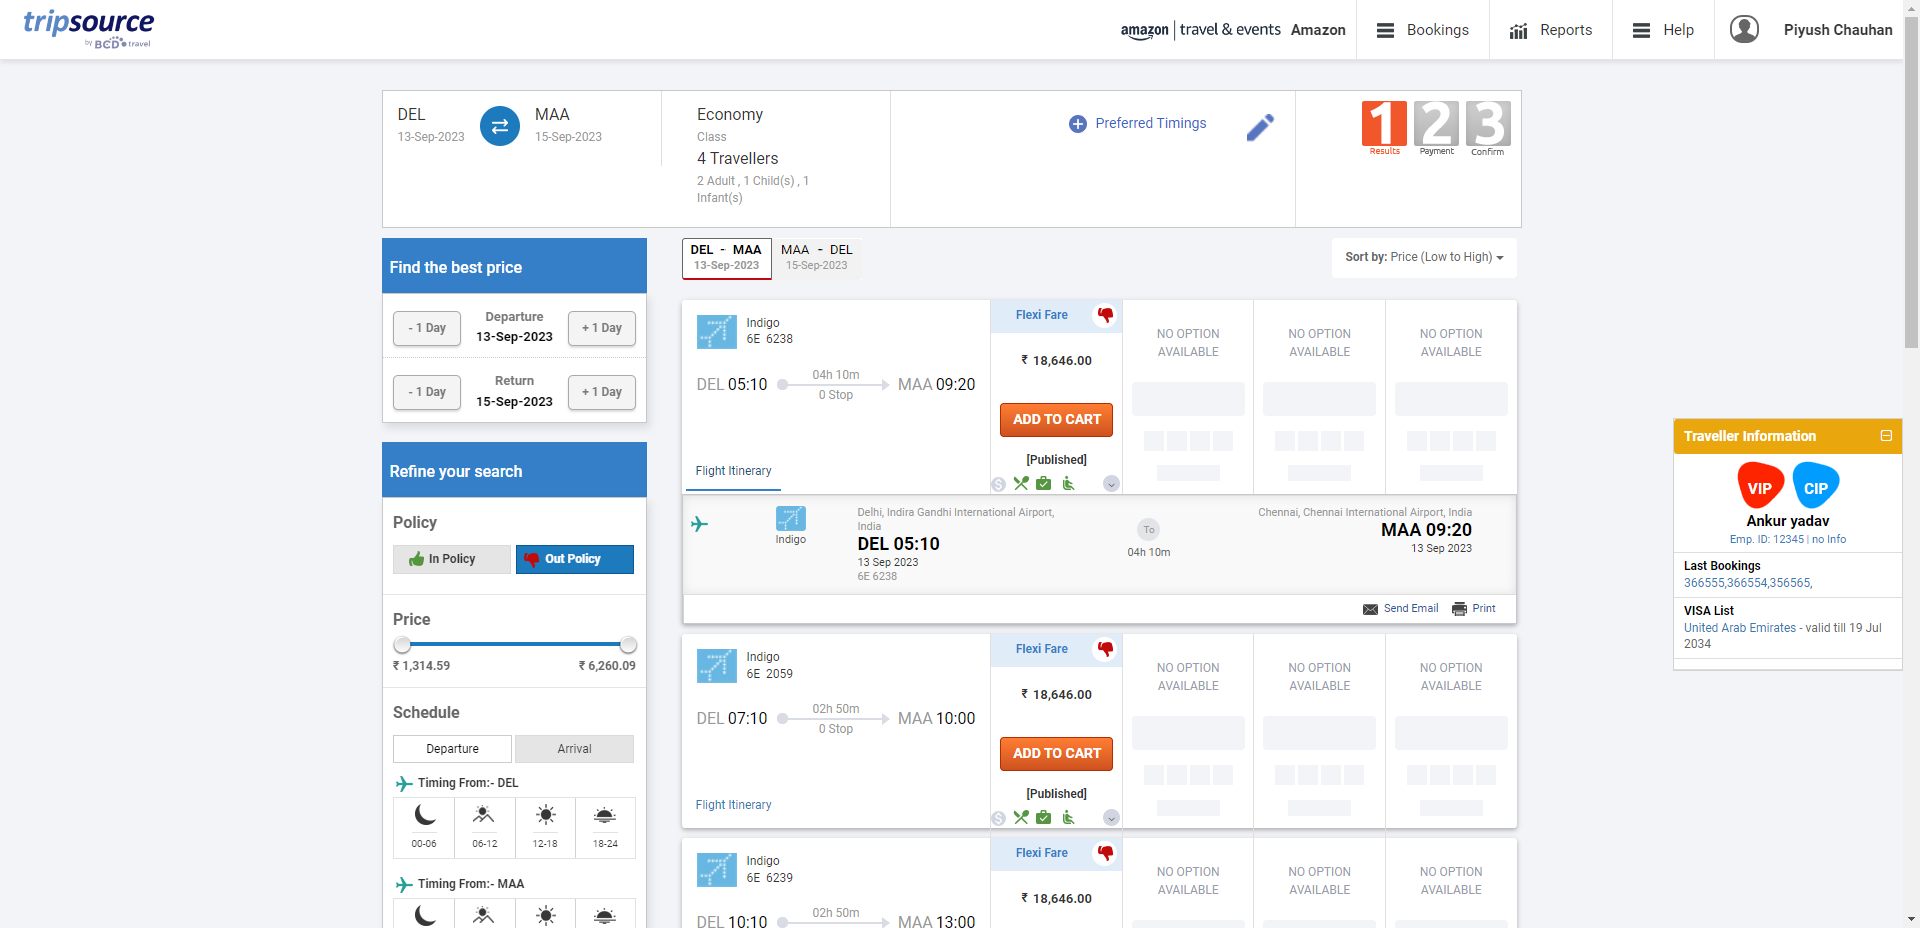 tripsource
by BCD travel
amazon | travel & events Amazon
Bookings
Reports
Help
Piyush Chauhan
DEL
13-Sep-2023
MAA
15-Sep-2023
Economy
Class
4 Travellers
2 Adult , 1 Child(s) , 1
Infant(s)
Preferred Timings
1 2 3
Results Payment Confirm
Find the best price
- 1 Day
Departure
13-Sep-2023
+ 1 Day
- 1 Day
Return
15-Sep-2023
+ 1 Day
Refine your search
Policy
In Policy
Out Policy
Price
₹ 1,314.59
₹ 6,260.09
Schedule
Departure
Arrival
Timing From:- DEL
00-06
06-12
12-18
18-24
Timing From:- MAA
DEL - MAA
13-Sep-2023
MAA - DEL
15-Sep-2023
Sort by: Price (Low to High)
Indigo
6E 6238
DEL 05:10
04h 10m
0 Stop
MAA 09:20
Flight Itinerary
Flexi Fare
₹ 18,646.00
ADD TO CART
[Published]
$
NO OPTION
AVAILABLE
NO OPTION
AVAILABLE
NO OPTION
AVAILABLE
Indigo
Delhi, Indira Gandhi International Airport,
India
DEL 05:10
13 Sep 2023
6E 6238
To
04h 10m
Chennai, Chennai International Airport, India
MAA 09:20
13 Sep 2023
Send Email
Print
Indigo
6E 2059
DEL 07:10
02h 50m
0 Stop
MAA 10:00
Flight Itinerary
Flexi Fare
₹ 18,646.00
ADD TO CART
[Published]
$
NO OPTION
AVAILABLE
NO OPTION
AVAILABLE
NO OPTION
AVAILABLE
Indigo
6E 6239
DEL 10:10
02h 50m
MAA 13:00
Flexi Fare
₹ 18,646.00
NO OPTION
AVAILABLE
NO OPTION
AVAILABLE
NO OPTION
AVAILABLE
Traveller Information
VIP
CIP
Ankur yadav
Emp. ID: 12345 | no Info
Last Bookings
366555,366554,356565,
VISA List
United Arab Emirates - valid till 19 Jul
2034